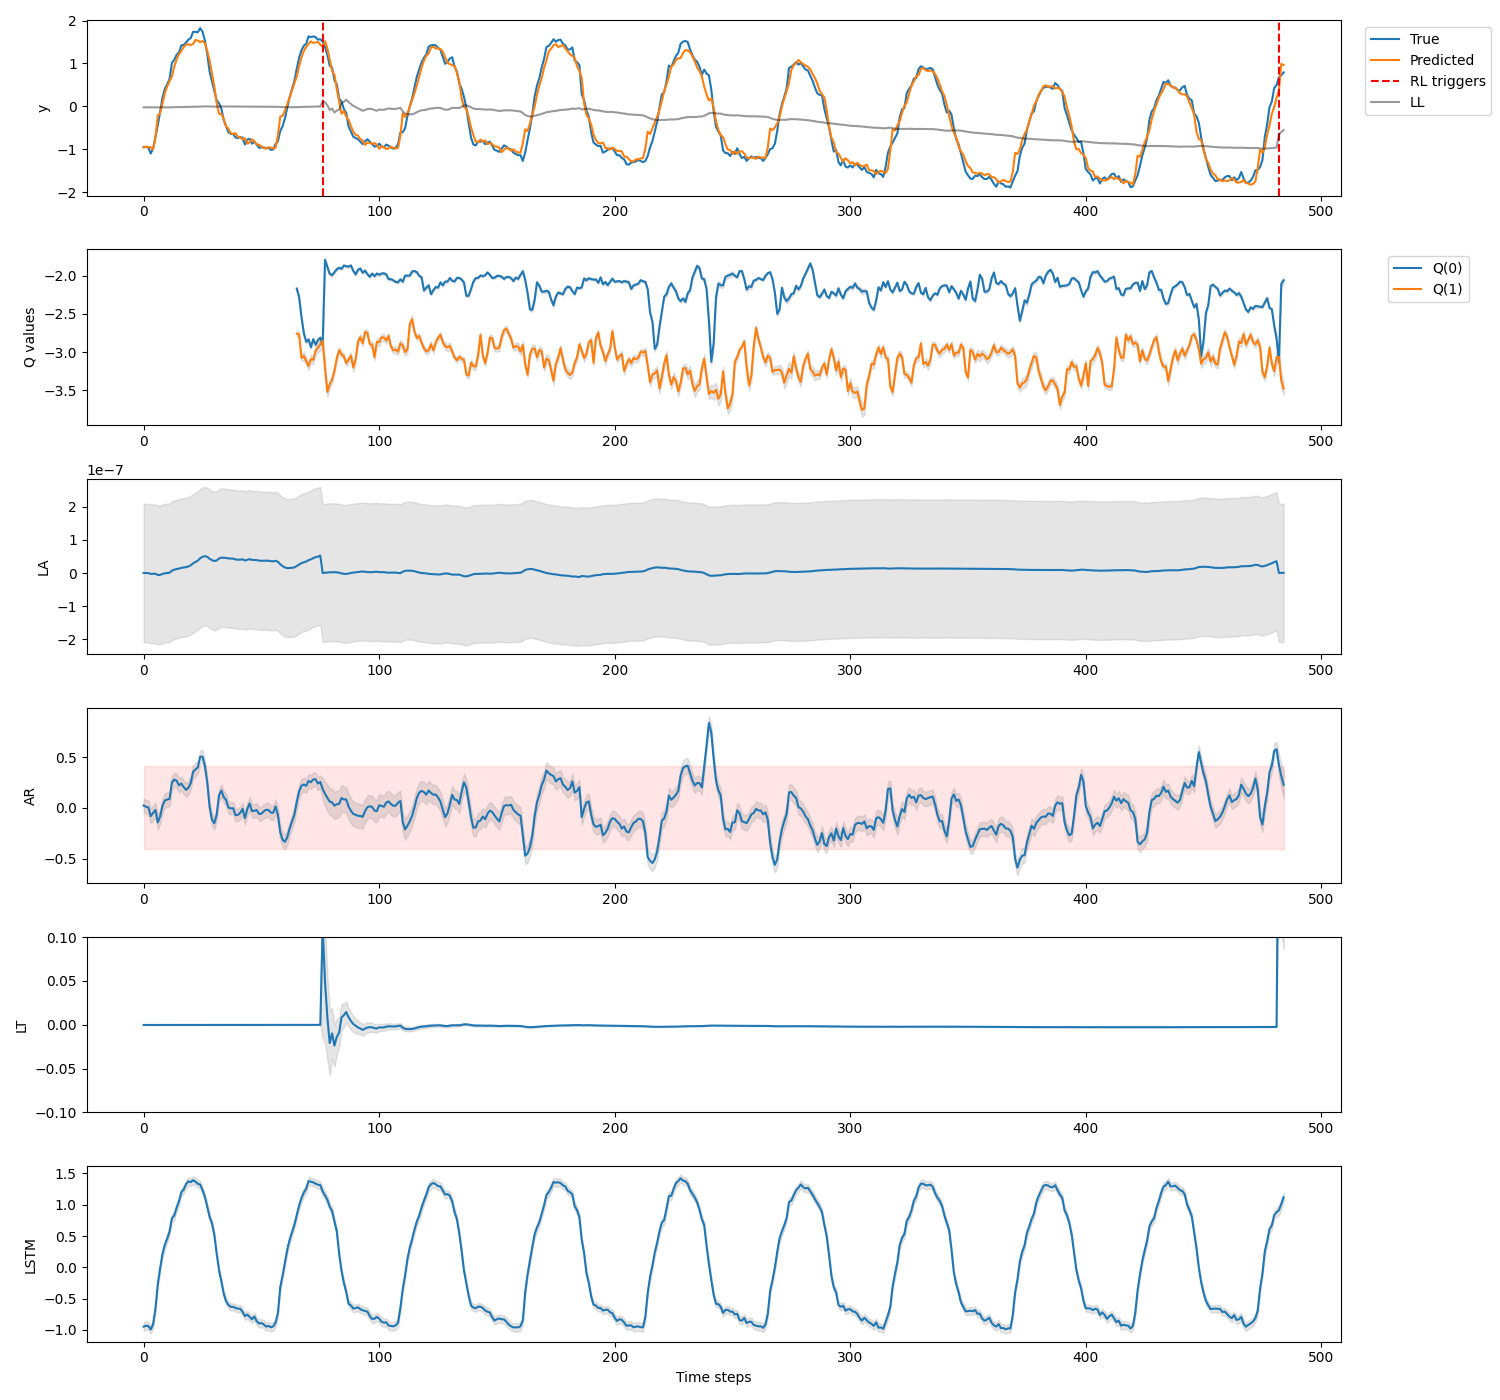 y
2
1
0
−1
−2
0 100 200 300 400 500
True
Predicted
RL triggers
LL
Q values
−2.0
−2.5
−3.0
−3.5
0 100 200 300 400 500
Q(0)
Q(1)
1e−7
LA
2
1
0
−1
−2
0 100 200 300 400 500
AR
0.5
0.0
−0.5
0 100 200 300 400 500
LT
0.10
0.05
0.00
−0.05
−0.10
0 100 200 300 400 500
LSTM
1.5
1.0
0.5
0.0
−0.5
−1.0
0 100 200 300 400 500
Time steps